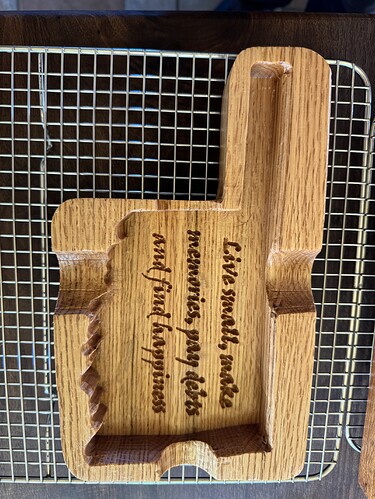 Live small, make
memories, pay debts
and find happiness